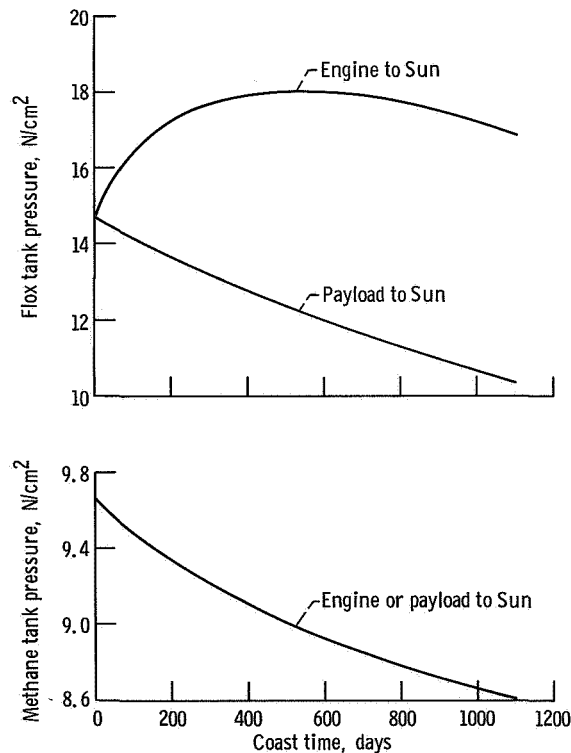 20
18
16
14
12
10
Flox tank pressure, N/cm2
Engine to Sun
Payload to Sun
9.8
9.4
9.0
8.6
Methane tank pressure, N/cm2
Engine or payload to Sun
0 200 400 600 800 1000 1200
Coast time, days